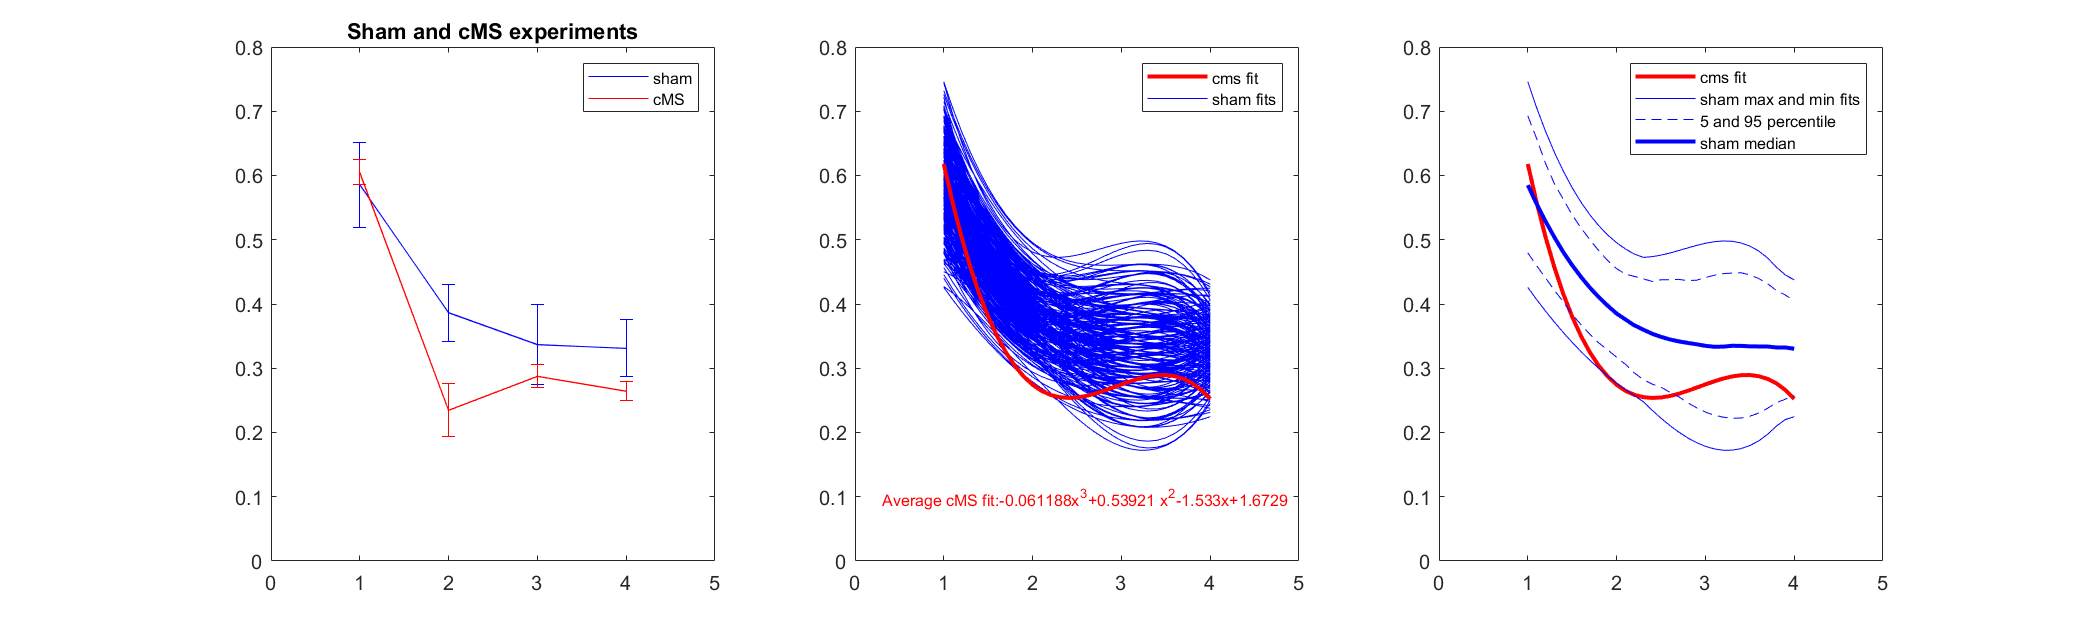 Sham and cMS experiments
0.8
0.7
0.6
0.5
0.4
0.3
0.2
0.1
0
0 1 2 3 4 5
sham
cMS
0.8
0.7
0.6
0.5
0.4
0.3
0.2
0.1
0
0 1 2 3 4 5
cms fit
sham fits
Average cMS fit:-0.061188x^3+0.53921 x^2-1.533x+1.6729
0.8
0.7
0.6
0.5
0.4
0.3
0.2
0.1
0
0 1 2 3 4 5
cms fit
sham max and min fits
5 and 95 percentile
sham median